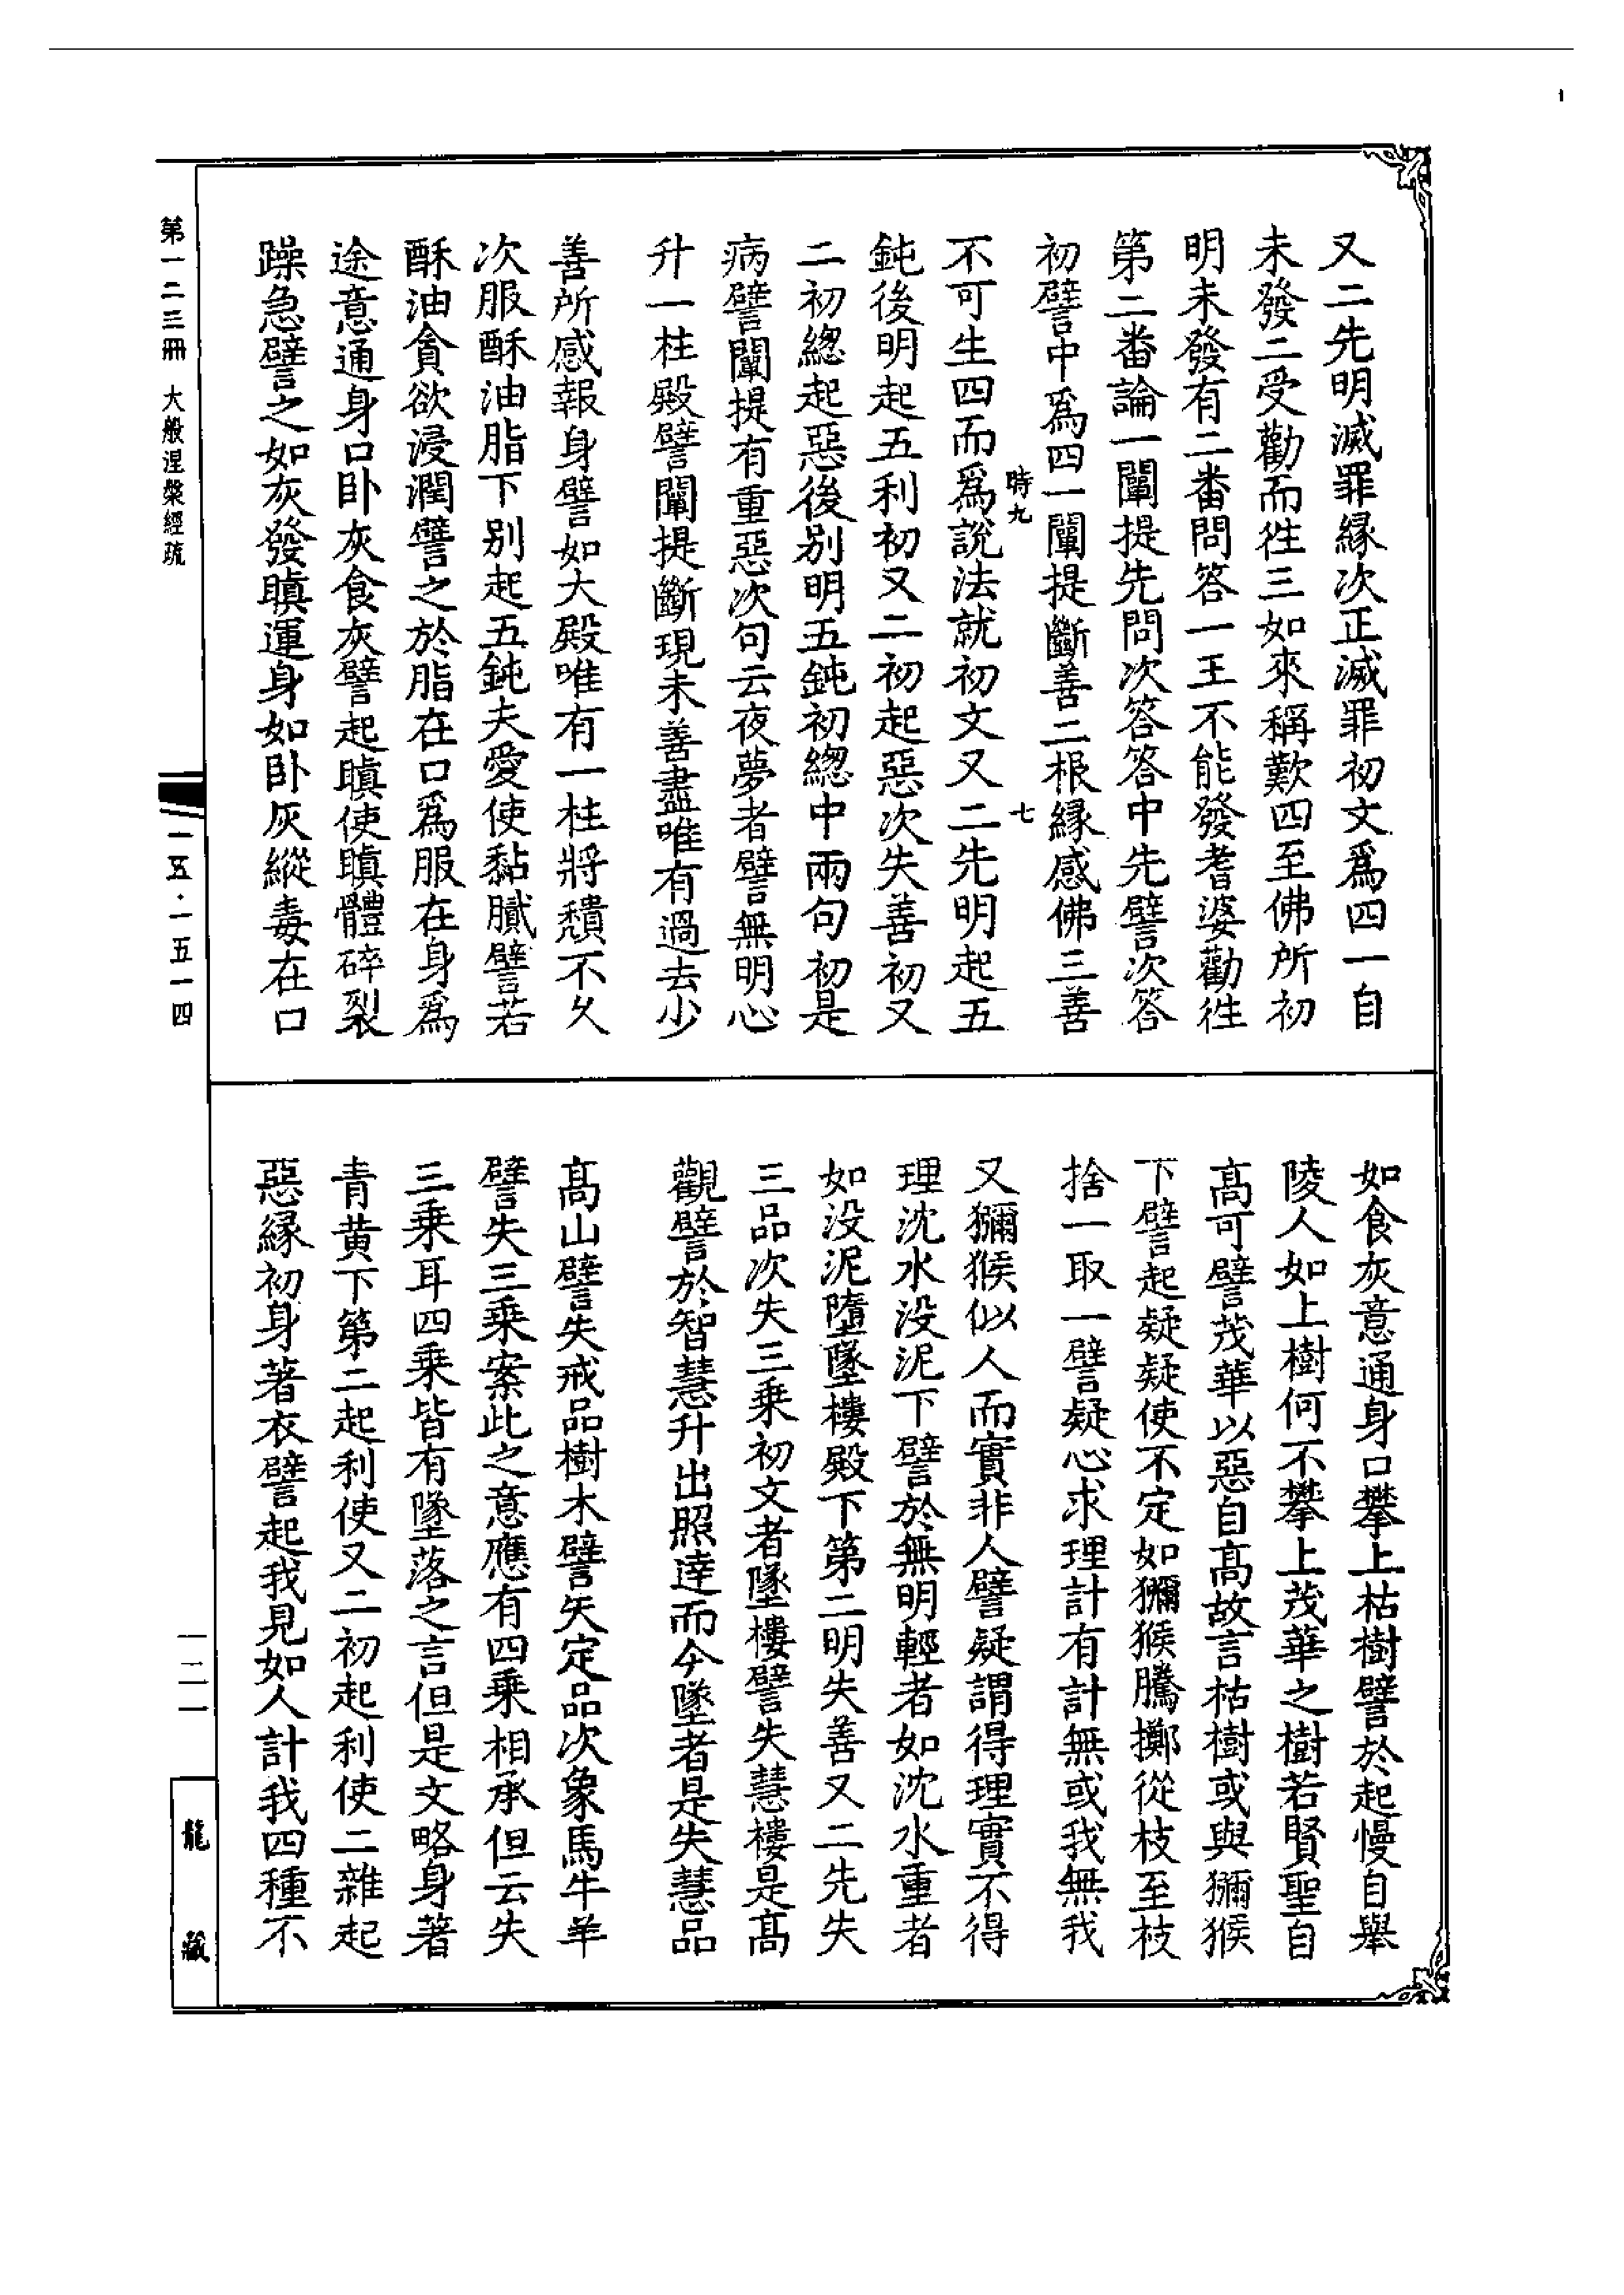 又二先明滅罪緣次正滅罪初文為四一自
未發二受勸而徃三如來稱歎四至佛所初
明未發有二番問答一王不能發耆婆勸徃
第二番論一闡提先問次答答中先譬次答
初譬中為四一闡提斷善二根緣感佛三善
時九
七
不可生四而為說法就初文又二先明起五
鈍後明起五利初又二初起惡次失善初又
二初總起惡後別明五鈍初總中兩句初是
病譬闡提有重惡次句云夜夢者譬無明心
升一柱殿譬闡提斷現未善盡唯有過去少
善所感報身譬如大殿唯有一柱將頹不久
次服酥油脂下別起五鈍夫愛使黏膩譬若
酥油貪欲浸潤譬之於脂在口為服在身為
途意通身口卧灰食灰譬起瞋使瞋體碎裂
躁急譬之如灰發瞋運身如卧灰縱毒在口
如食灰意通身口攀上枯樹譬於起慢自舉
陵人如上樹何不攀上茂華之樹若賢聖自
高可譬茂華以惡自高故言枯樹或與獼猴
下譬起疑疑使不定如獼猴騰擲從枝至枝
捨一取一譬疑心求理計有計無或我無我
又獼猴似人而實非人譬疑謂得理實不得
理沈水没泥下譬於無明輕者如沈水重者
如没泥墮墜樓殿下第二明失善又二先失
三品次失三乘初文者墜樓譬失慧樓是高
觀譬於智慧升出照達而今墜者是失慧品
高山譬失戒品樹木譬矢定品次象馬牛羊
譬失三乘案此之意應有四乘相承但云失
三乘耳四乘皆有墜落之言但是文略身著
青黄下第二起利使又二初起利使二雜起
惡緣初身著衣譬起我見如人計我四種不
第一二三冊 大般涅槃經疏
一五·一五一四
一二一
龍藏